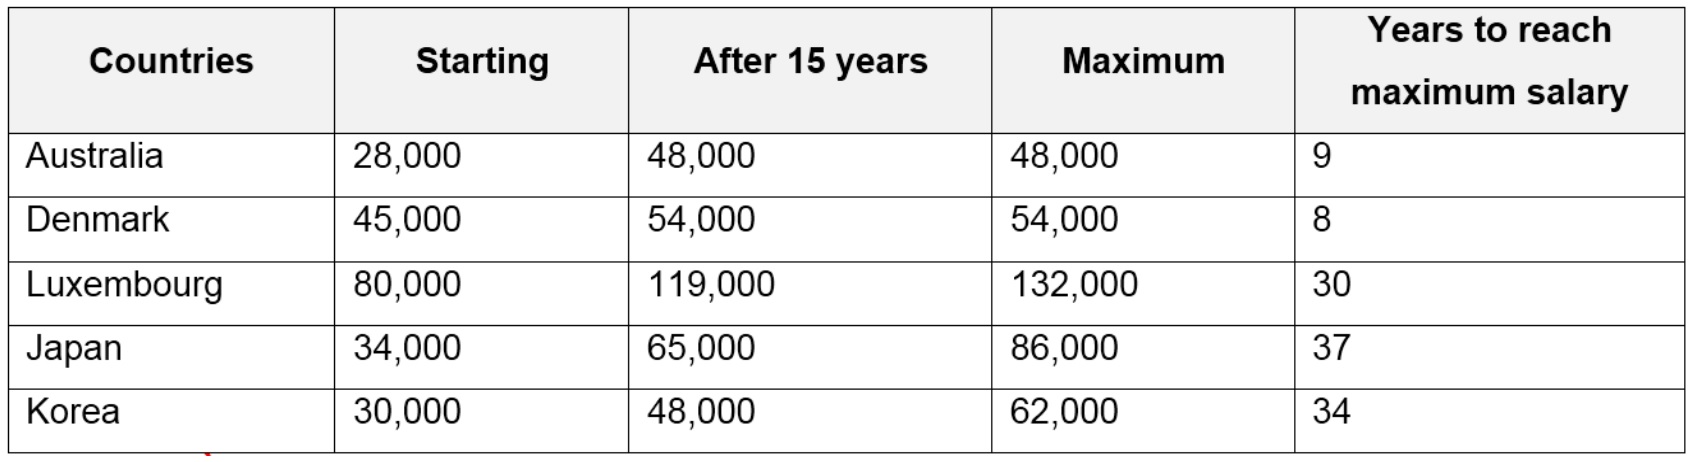 Countries Starting After 15 years Maximum Years to reach
maximum salary
Australia 28,000 48,000 48,000 9
Denmark 45,000 54,000 54,000 8
Luxembourg 80,000 119,000 132,000 30
Japan 34,000 65,000 86,000 37
Korea 30,000 48,000 62,000 34